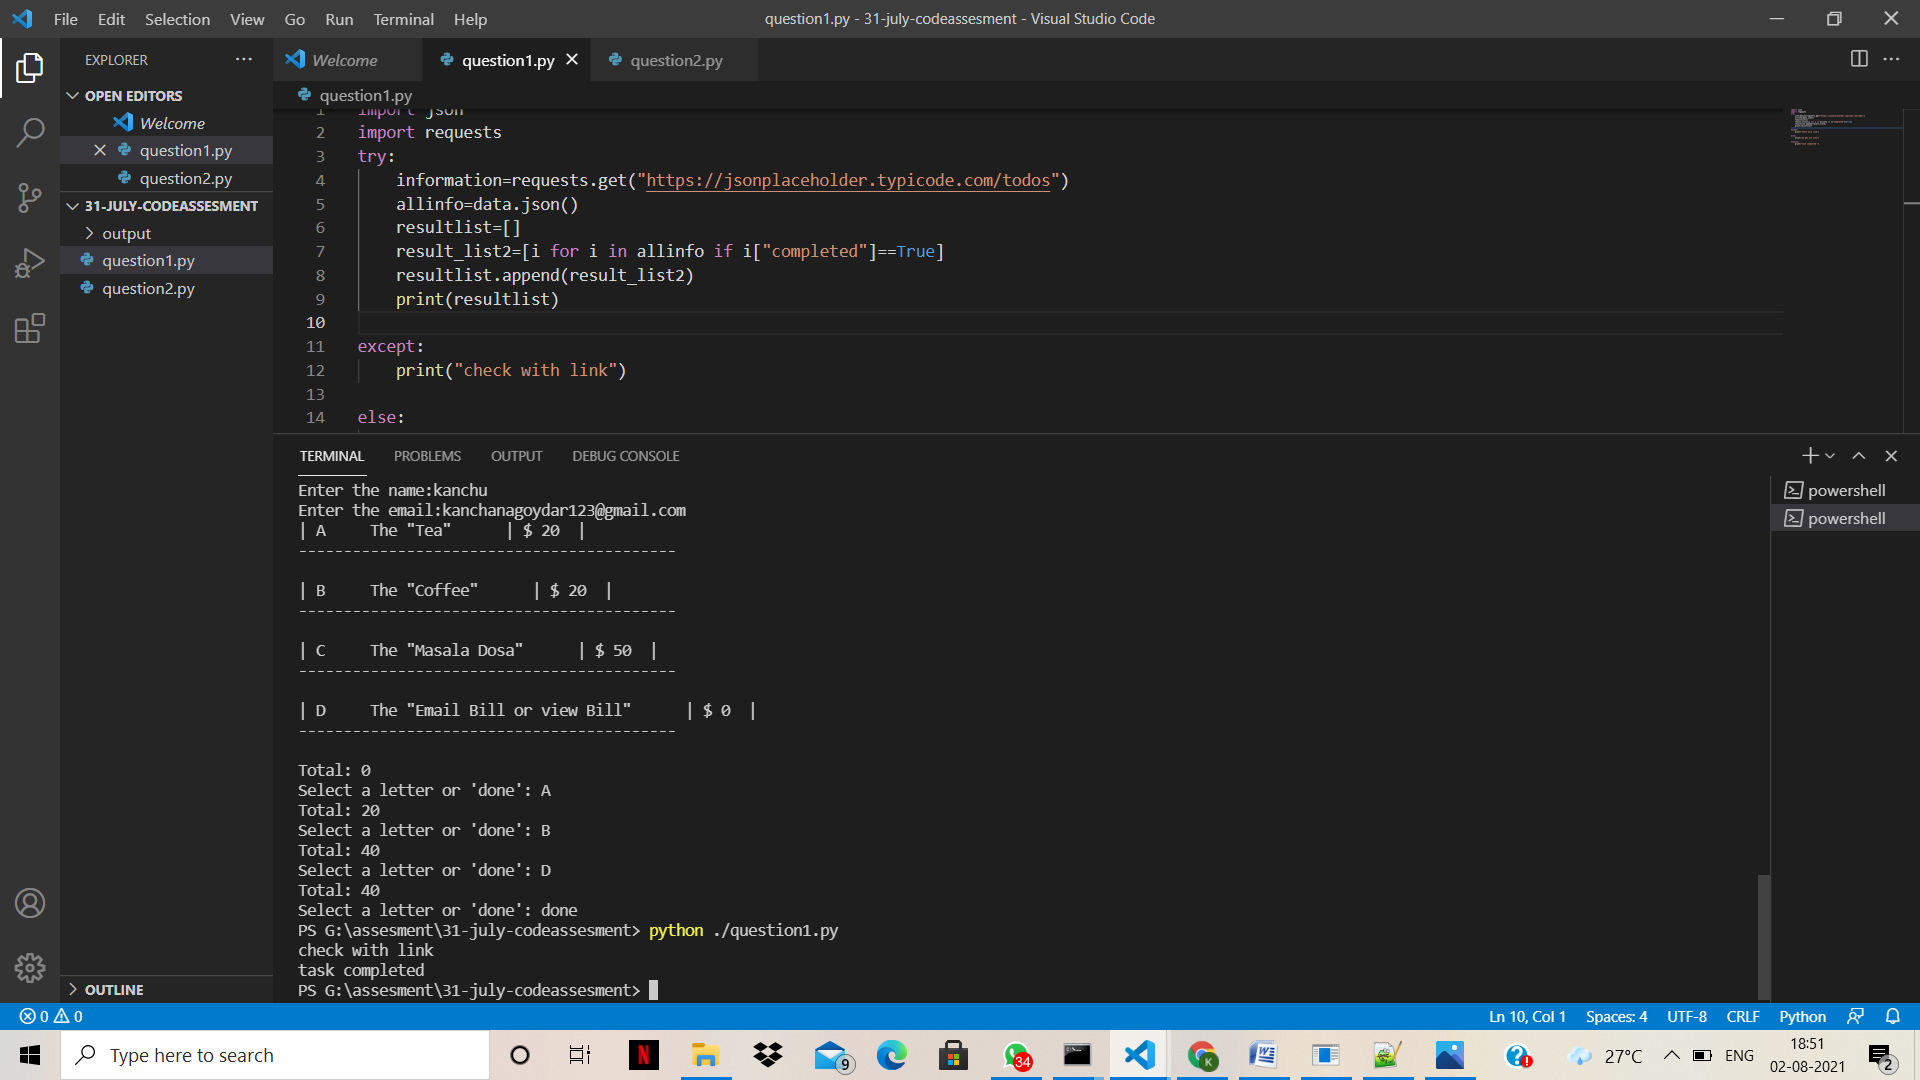 File Edit Selection View Go Run Terminal Help
question1.py - 31-july-codeassesment - Visual Studio Code
EXPLORER
OPEN EDITORS
Welcome
question1.py
question2.py
31-JULY-CODEASSESMENT
output
question1.py
question2.py
OUTLINE
Welcome question1.py question2.py
question1.py
1 import json
2 import requests
3 try:
4 information=requests.get("https://jsonplaceholder.typicode.com/todos")
5 allinfo=data.json()
6 resultlist=[]
7 result_list2=[i for i in allinfo if i["completed"]==True]
8 resultlist.append(result_list2)
9 print(resultlist)
10
11 except:
12 print("check with link")
13
14 else:
TERMINAL PROBLEMS OUTPUT DEBUG CONSOLE
powershell
powershell
Enter the name:kanchu
Enter the email:kanchanagoydar123@gmail.com
| A The "Tea" | $ 20 |
------------------------------------------
| B The "Coffee" | $ 20 |
------------------------------------------
| C The "Masala Dosa" | $ 50 |
------------------------------------------
| D The "Email Bill or view Bill" | $ 0 |
------------------------------------------
Total: 0
Select a letter or 'done': A
Total: 20
Select a letter or 'done': B
Total: 40
Select a letter or 'done': D
Total: 40
Select a letter or 'done': done
PS G:\assesment\31-july-codeassesment> python ./question1.py
check with link
task completed
PS G:\assesment\31-july-codeassesment>
0 0
Ln 10, Col 1 Spaces: 4 UTF-8 CRLF Python
Type here to search
9
34
K
27°C
ENG
18:51
02-08-2021
2